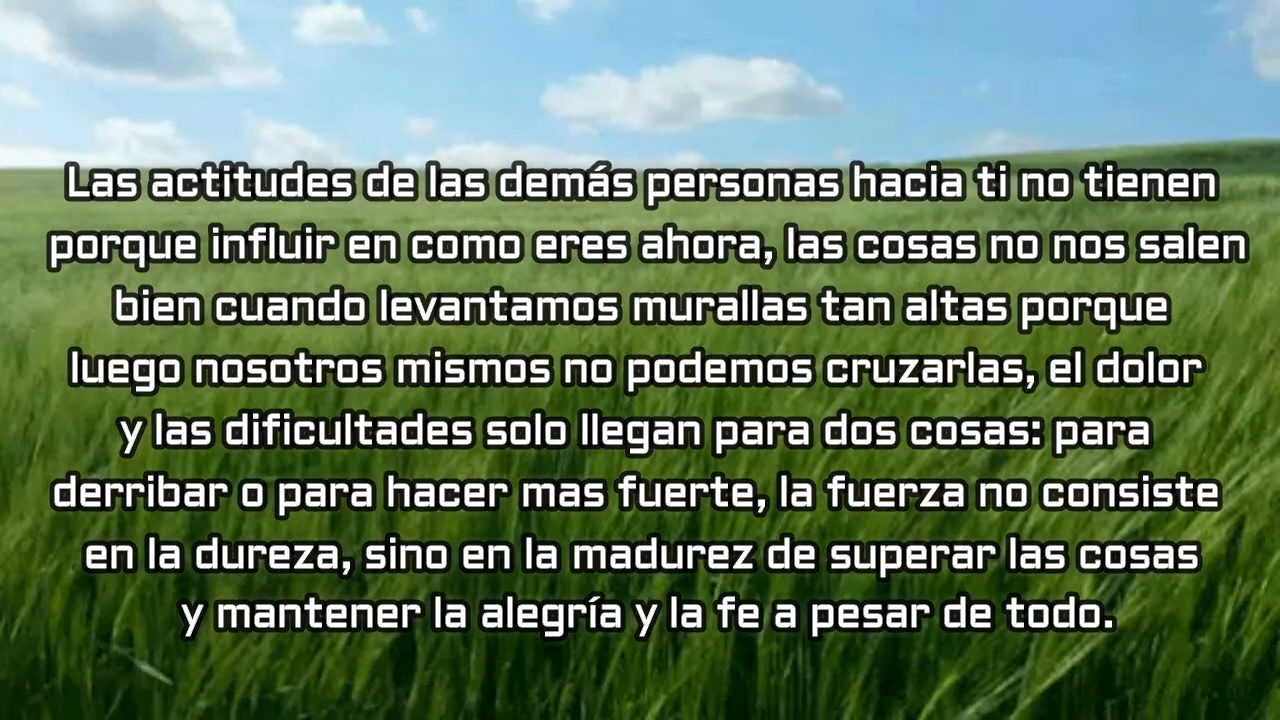 Las actitudes de las demás personas hacia ti no tienen
porque influir en como eres ahora, las cosas no nos salen
bien cuando levantamos murallas tan altas porque
luego nosotros mismos no podemos cruzarlas, el dolor
y las dificultades solo llegan para dos cosas: para
derribar o para hacer mas fuerte, la fuerza no consiste
en la dureza, sino en la madurez de superar las cosas
y mantener la alegría y la fe a pesar de todo.